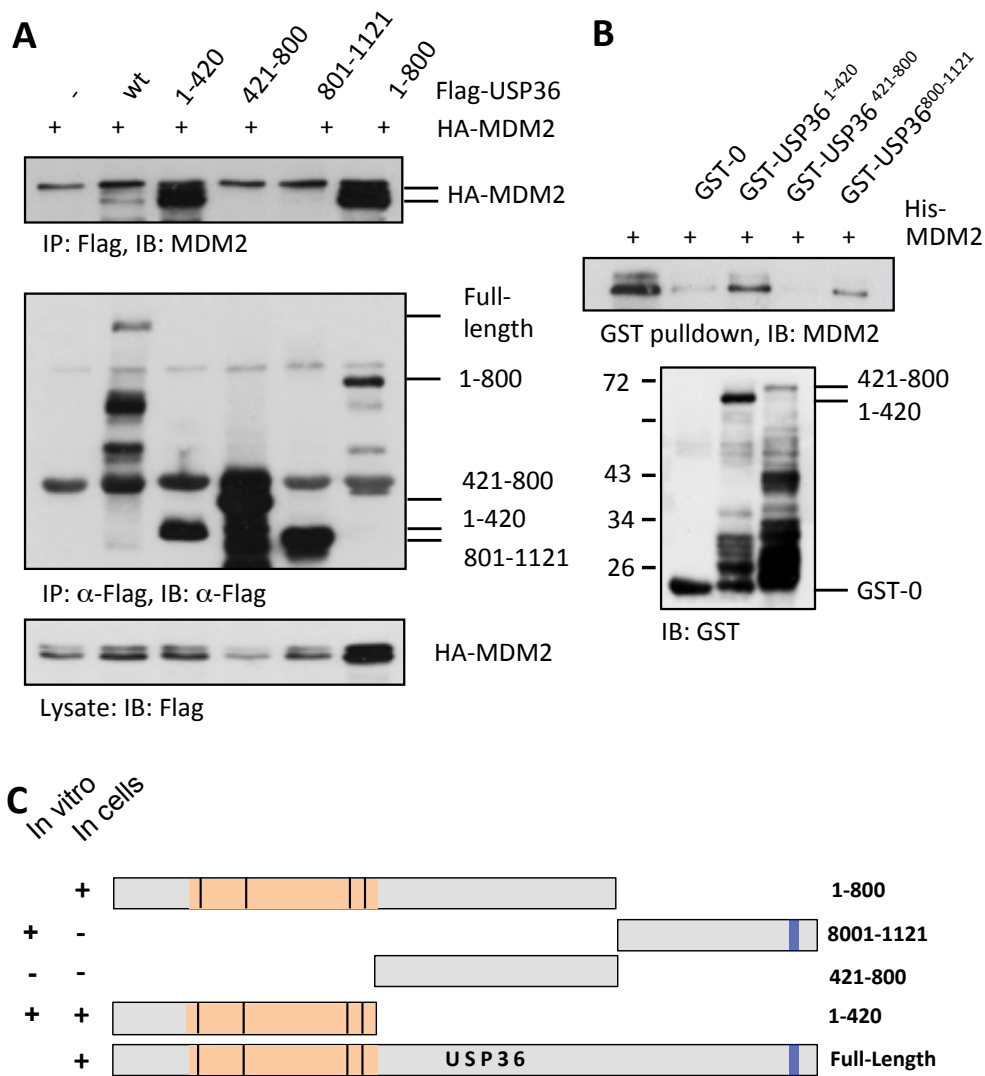 A
- wt 1-420 421-800 801-1121 1-800 Flag-USP36
+ + + + + + HA-MDM2
HA-MDM2
IP: Flag, IB: MDM2
Full-
length
1-800
421-800
1-420
801-1121
IP: α-Flag, IB: α-Flag
HA-MDM2
Lysate: IB: Flag
B
GST-0 GST-USP36 1-420 GST-USP36 421-800 GST-USP36 800-1121
His-
+ + + + + MDM2
GST pulldown, IB: MDM2
72
43
34
26
421-800
1-420
GST-0
IB: GST
C
In vitro In cells
+ 1-800
+ - 8001-1121
- - 421-800
+ + 1-420
+ USP36 Full-Length